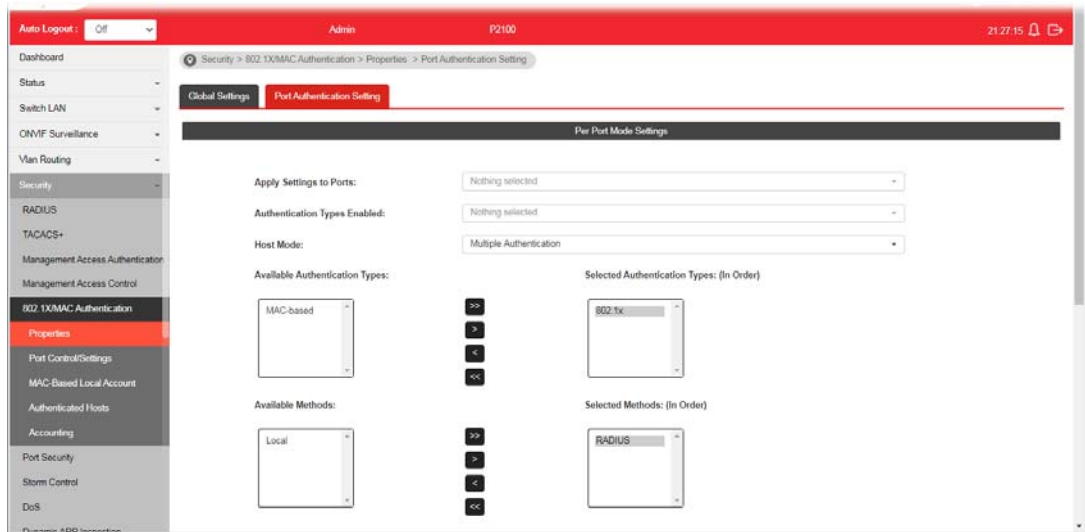 Auto Logout : Off Admin P2100 21:27:15
Dashboard
Status
Switch LAN
ONVIF Surveillance
Vlan Routing
Security
RADIUS
TACACS+
Management Access Authentication
Management Access Control
802.1X/MAC Authentication
Properties
Port Control/Settings
MAC-Based Local Account
Authenticated Hosts
Accounting
Port Security
Storm Control
DoS
Dynamic ARP Inspection
Security > 802.1X/MAC Authentication > Properties > Port Authentication Setting
Global Settings Port Authentication Setting
Per Port Mode Settings
Apply Settings to Ports: Nothing selected
Authentication Types Enabled: Nothing selected
Host Mode: Multiple Authentication
Available Authentication Types: Selected Authentication Types: (In Order)
MAC-based >> 802.1x
>
<
<<
Available Methods: Selected Methods: (In Order)
Local >> RADIUS
>
<
<<